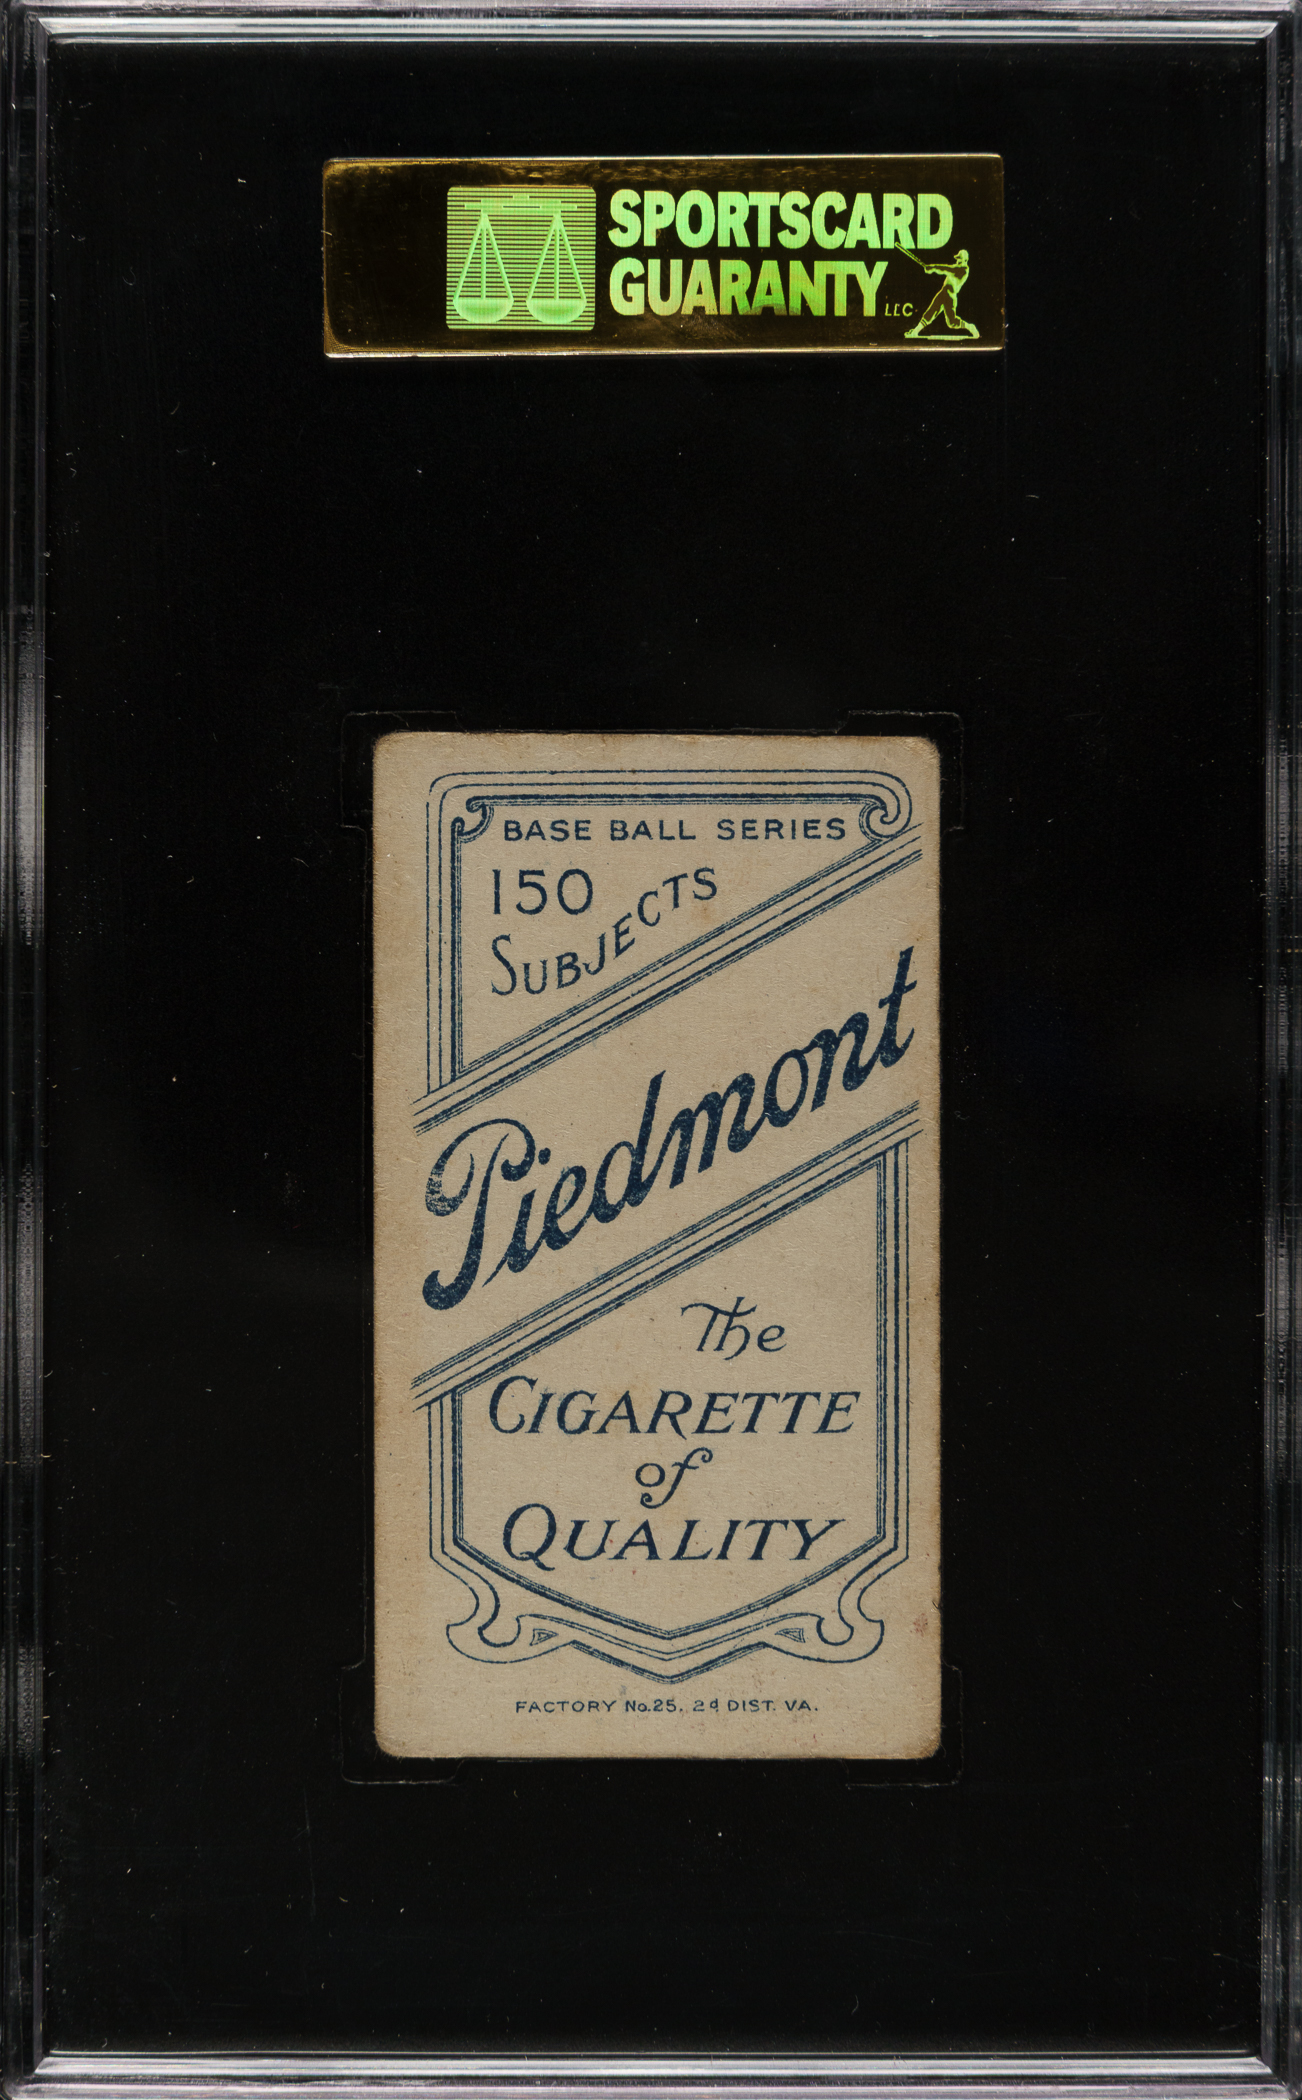 SPORTSCARD
GUARANTY LLC
BASE BALL SERIES
150
SUBJECTS
Piedmont
The
CIGARETTE
of
QUALITY
FACTORY No. 25, 2d DIST. VA.